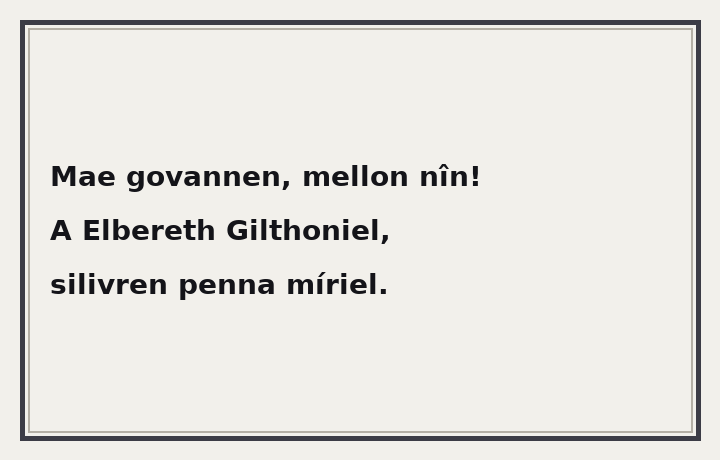 Mae govannen, mellon nîn!
A Elbereth Gilthoniel,
silivren penna míriel.